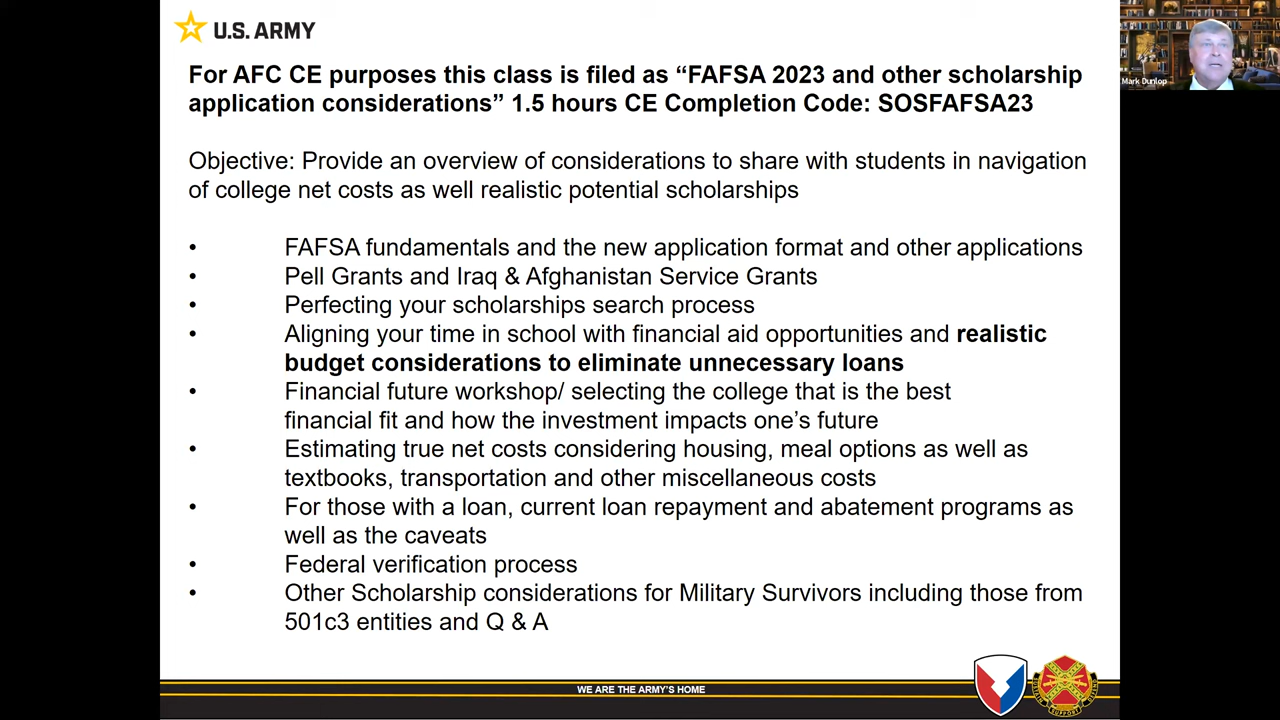 U.S. ARMY
For AFC CE purposes this class is filed as “FAFSA 2023 and other scholarship
application considerations” 1.5 hours CE Completion Code: SOSFAFSA23
Objective: Provide an overview of considerations to share with students in navigation
of college net costs as well realistic potential scholarships
• FAFSA fundamentals and the new application format and other applications
• Pell Grants and Iraq & Afghanistan Service Grants
• Perfecting your scholarships search process
• Aligning your time in school with financial aid opportunities and realistic
budget considerations to eliminate unnecessary loans
• Financial future workshop/ selecting the college that is the best
financial fit and how the investment impacts one’s future
• Estimating true net costs considering housing, meal options as well as
textbooks, transportation and other miscellaneous costs
• For those with a loan, current loan repayment and abatement programs as
well as the caveats
• Federal verification process
• Other Scholarship considerations for Military Survivors including those from
501c3 entities and Q & A
WE ARE THE ARMY’S HOME
Mark Dunlop